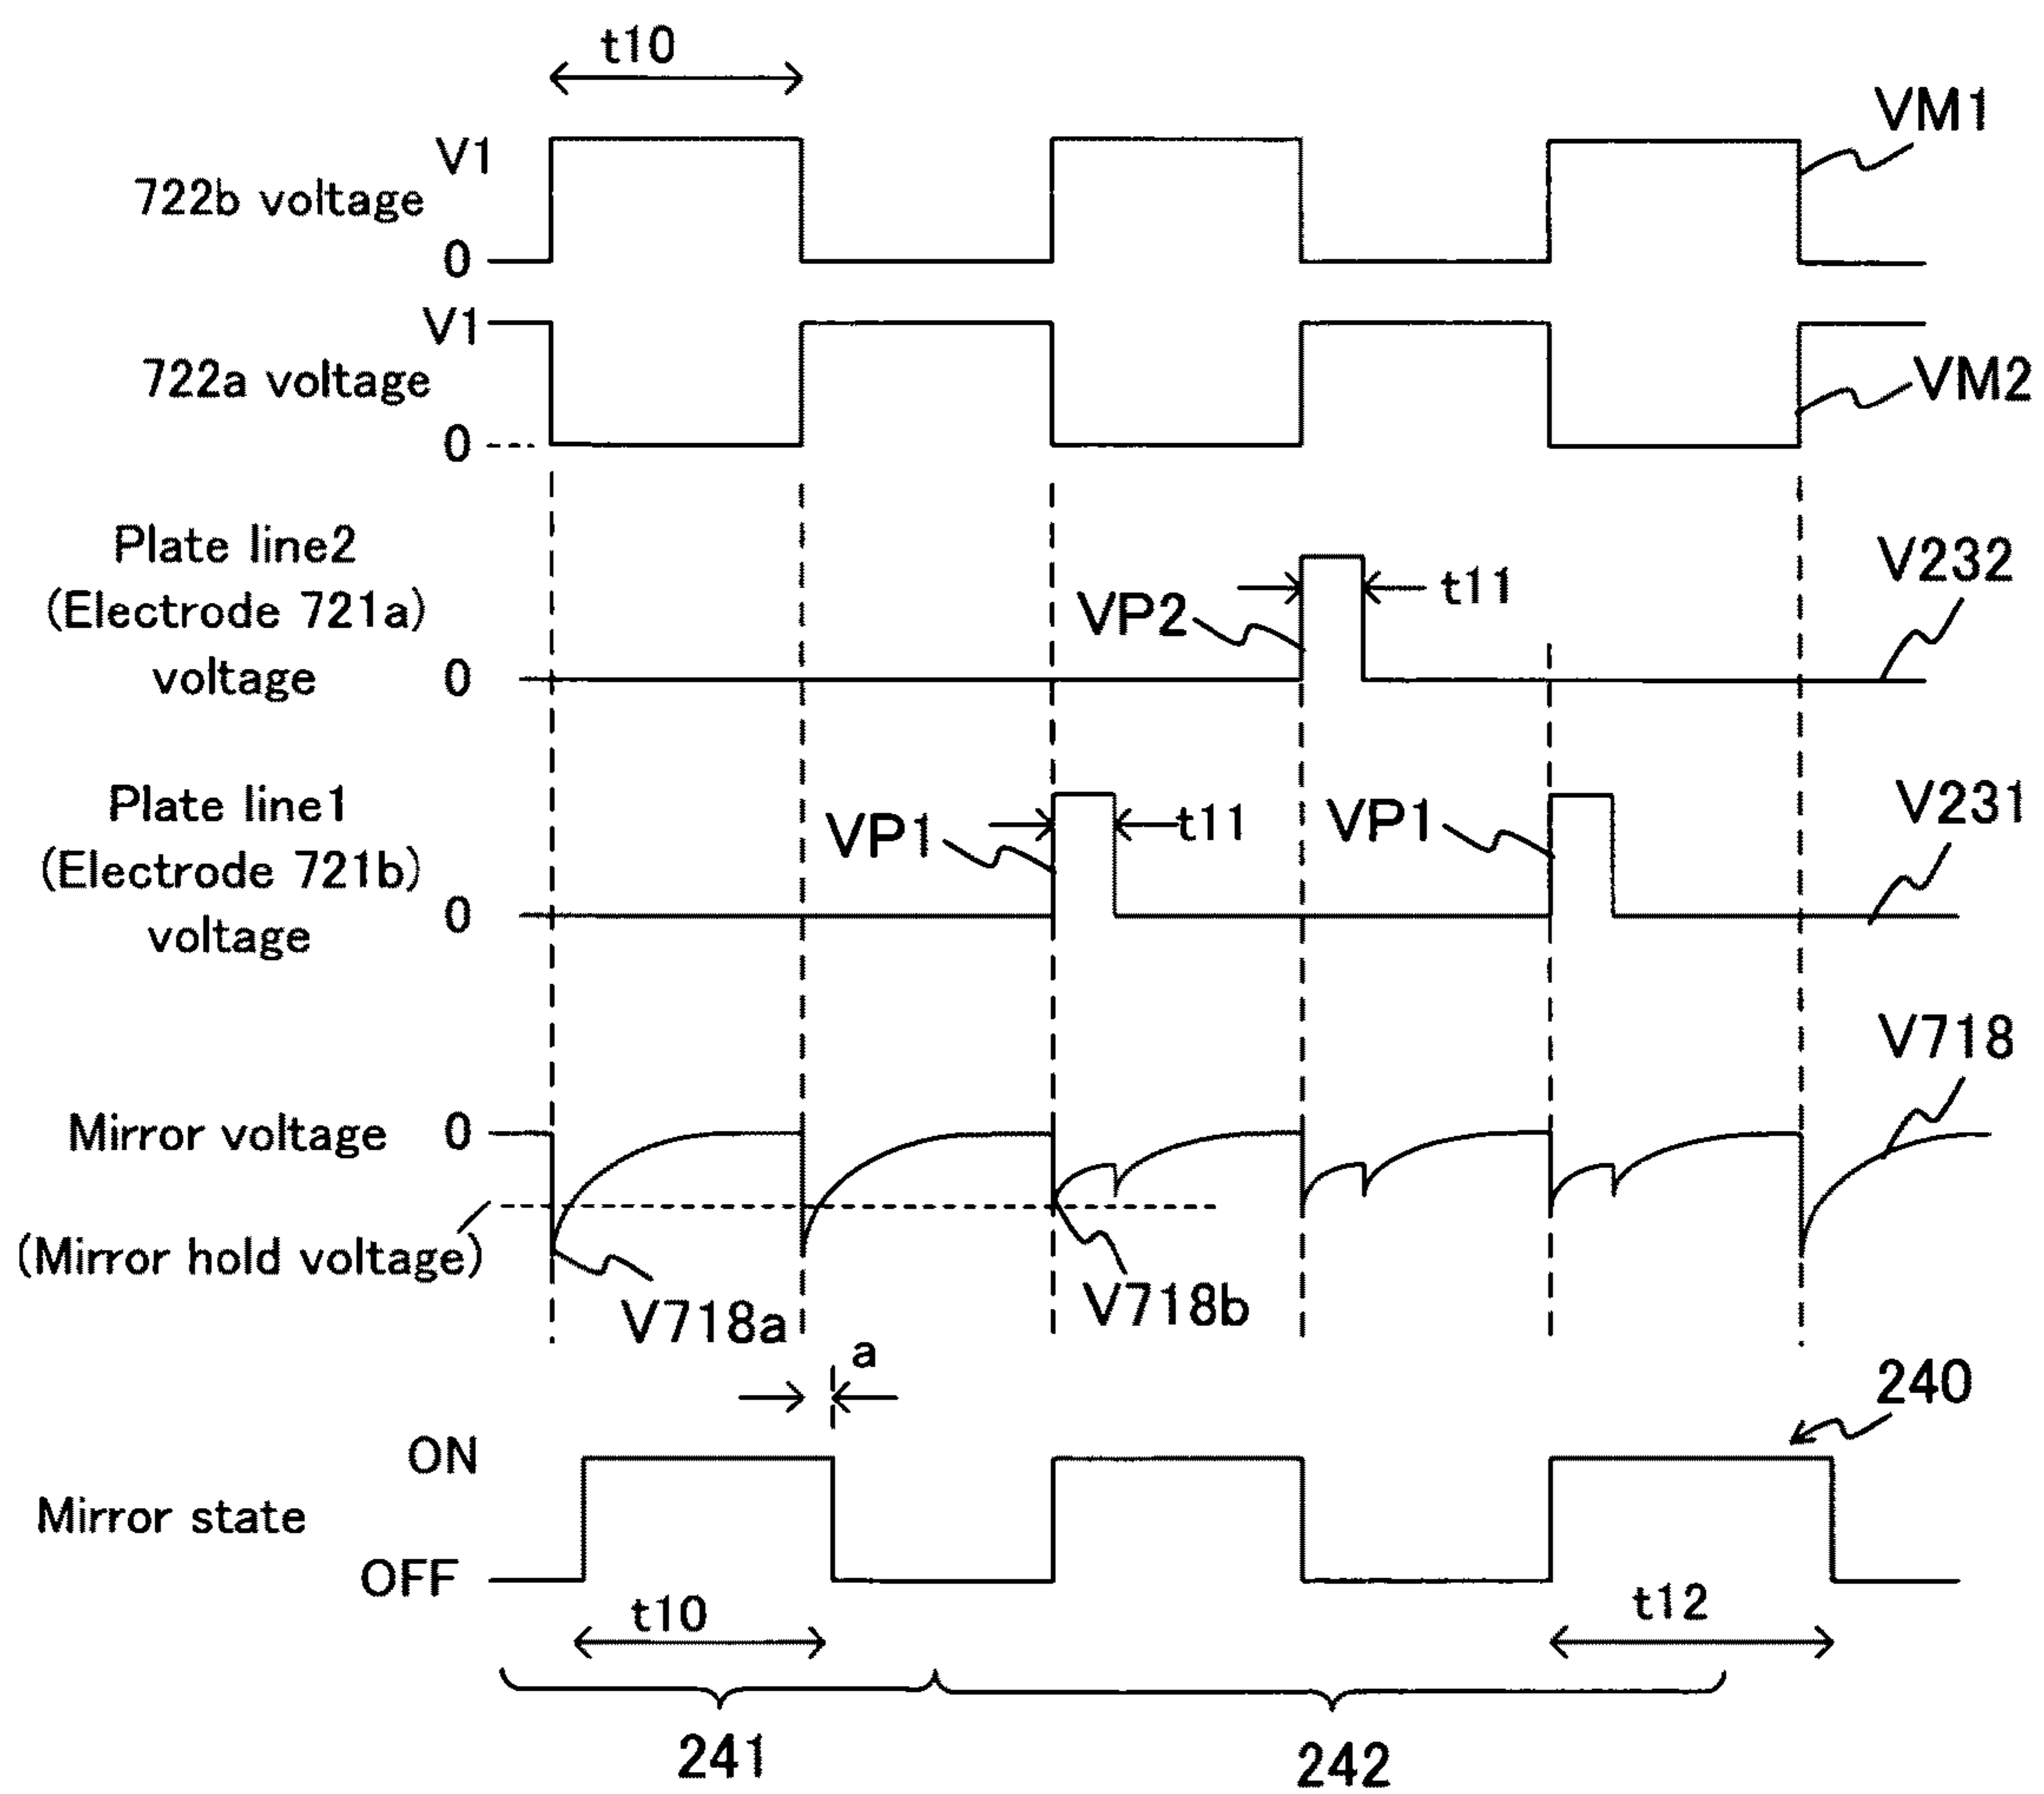 t10
V1
VM1
722b voltage
0
V1
722a voltage
VM2
0
Plate line2
(Electrode 721a)
voltage
0
VP2
t11
V232
Plate line1
(Electrode 721b)
voltage
0
VP1
t11
VP1
V231
Mirror voltage
0
V718
(Mirror hold voltage)
V718a
V718b
a
240
ON
Mirror state
OFF
t10
t12
241
242